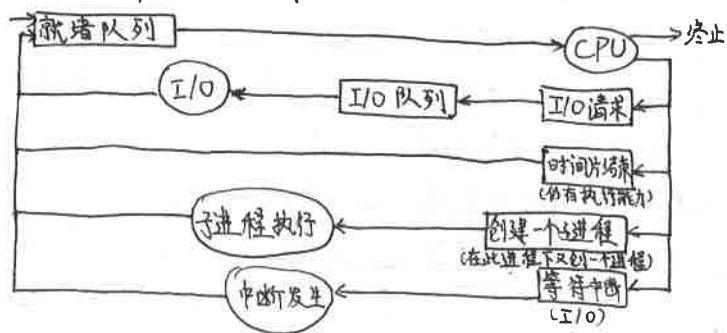 就绪队列
CPU
终止
I/O
I/O 队列
I/O 请求
时间片结束
(仍有执行能力)
子进程执行
创建一个子进程
(在此进程下又创一个进程)
中断发生
等待中断
(I/O)